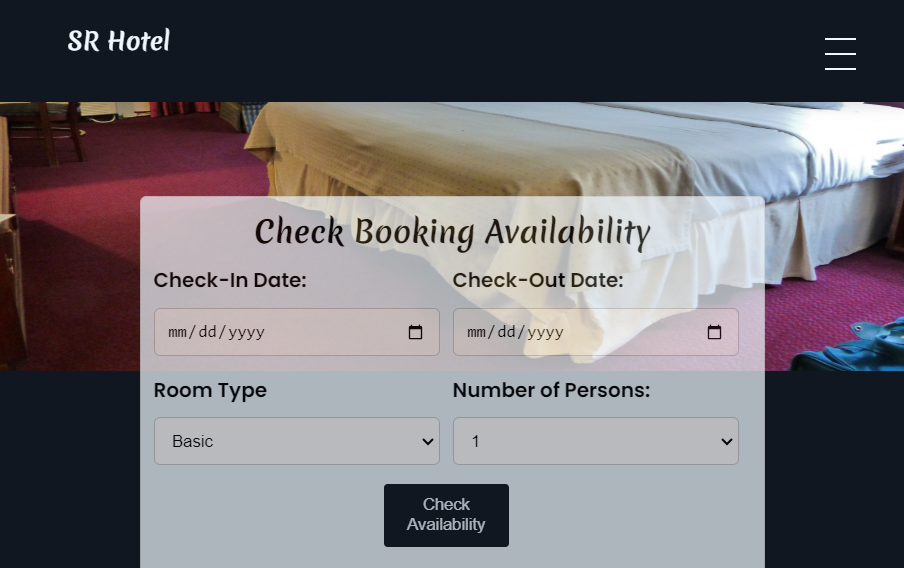 SR Hotel
Check Booking Availability
Check-In Date: Check-Out Date:
mm/dd/yyyy mm/dd/yyyy
Room Type Number of Persons:
Basic 1
Check
Availability